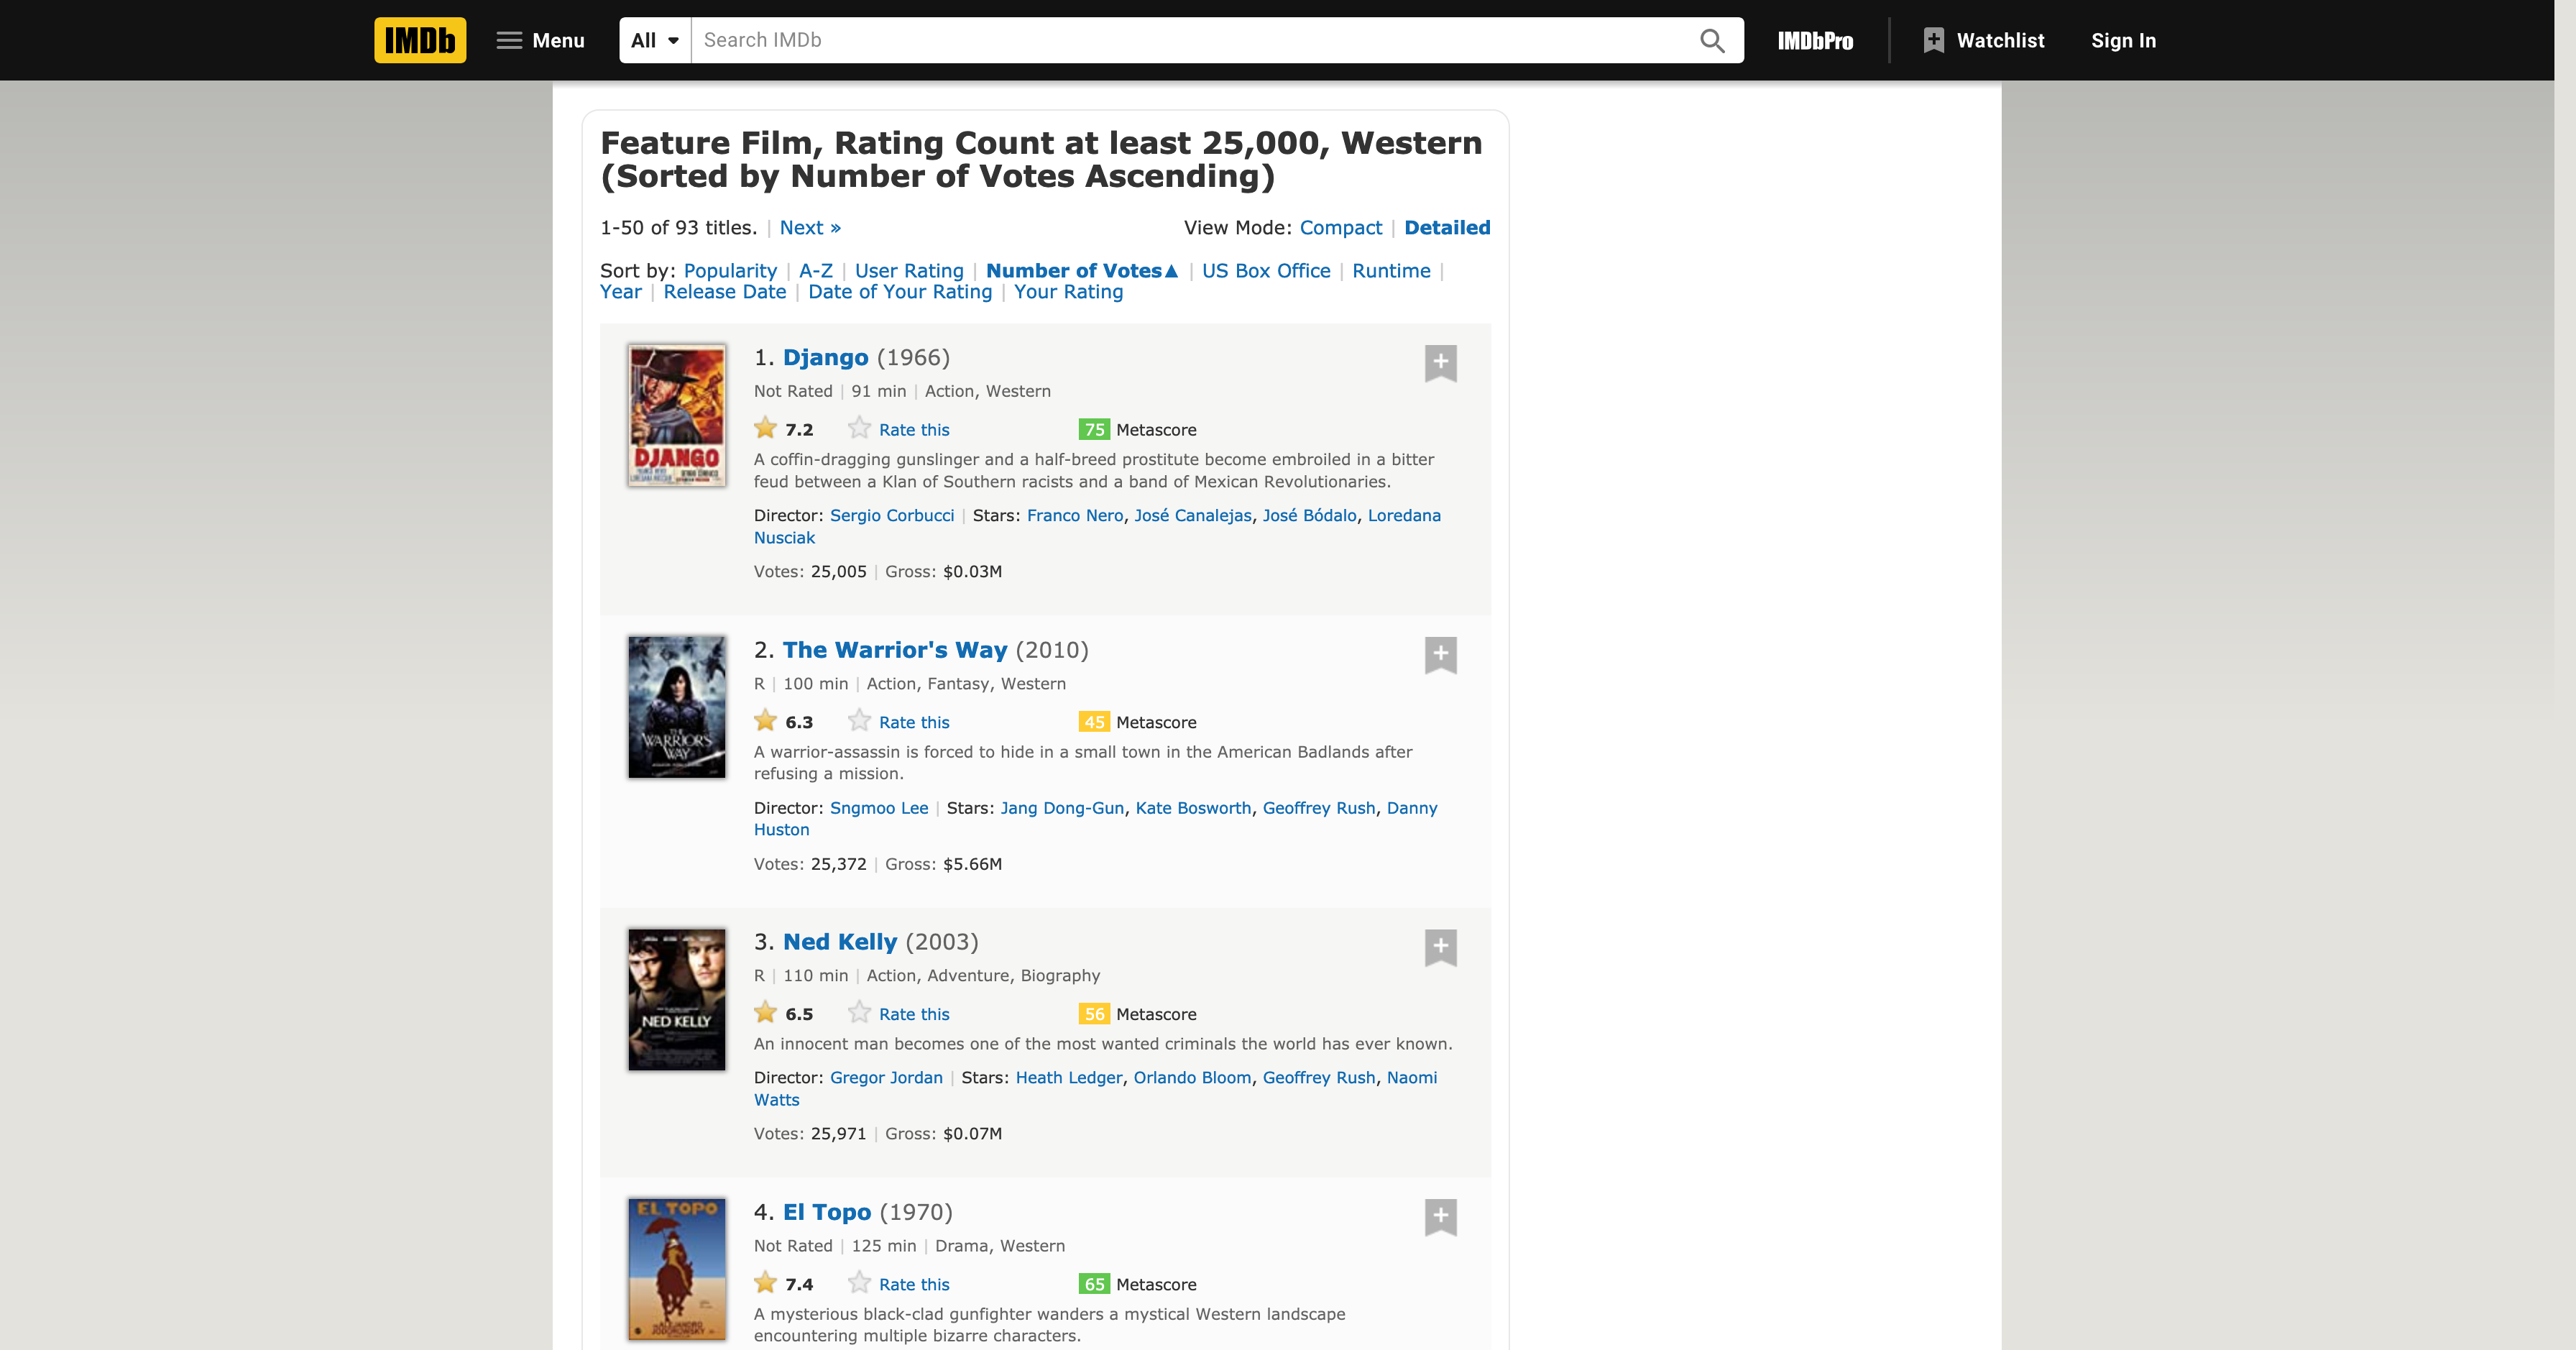 IMDb Menu All Search IMDb IMDbPro Watchlist Sign In
Feature Film, Rating Count at least 25,000, Western
(Sorted by Number of Votes Ascending)
1-50 of 93 titles. | Next » View Mode: Compact | Detailed
Sort by: Popularity | A-Z | User Rating | Number of Votes▲ | US Box Office | Runtime |
Year | Release Date | Date of Your Rating | Your Rating
DJANGO
1. Django (1966)
Not Rated | 91 min | Action, Western
7.2 Rate this 75 Metascore
A coffin-dragging gunslinger and a half-breed prostitute become embroiled in a bitter
feud between a Klan of Southern racists and a band of Mexican Revolutionaries.
Director: Sergio Corbucci | Stars: Franco Nero, José Canalejas, José Bódalo, Loredana
Nusciak
Votes: 25,005 | Gross: $0.03M
THE
WARRIOR'S
WAY
2. The Warrior's Way (2010)
R | 100 min | Action, Fantasy, Western
6.3 Rate this 45 Metascore
A warrior-assassin is forced to hide in a small town in the American Badlands after
refusing a mission.
Director: Sngmoo Lee | Stars: Jang Dong-Gun, Kate Bosworth, Geoffrey Rush, Danny
Huston
Votes: 25,372 | Gross: $5.66M
NED KELLY
3. Ned Kelly (2003)
R | 110 min | Action, Adventure, Biography
6.5 Rate this 56 Metascore
An innocent man becomes one of the most wanted criminals the world has ever known.
Director: Gregor Jordan | Stars: Heath Ledger, Orlando Bloom, Geoffrey Rush, Naomi
Watts
Votes: 25,971 | Gross: $0.07M
EL TOPO
ALEJANDRO
JODOROWSKY
4. El Topo (1970)
Not Rated | 125 min | Drama, Western
7.4 Rate this 65 Metascore
A mysterious black-clad gunfighter wanders a mystical Western landscape
encountering multiple bizarre characters.